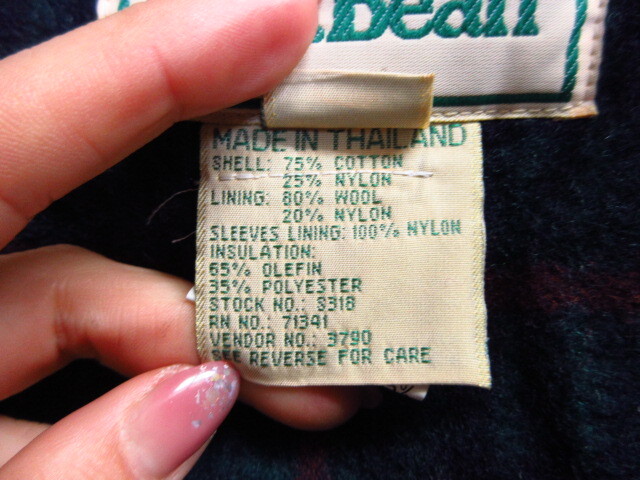 Bean
MADE IN THAILAND
SHELL: 75% COTTON
25% NYLON
LINING: 80% WOOL
20% NYLON
SLEEVES LINING: 100% NYLON
INSULATION:
65% OLEFIN
35% POLYESTER
STOCK NO.: 3318
RN NO.: 71341
VENDOR NO.: 3790
SEE REVERSE FOR CARE